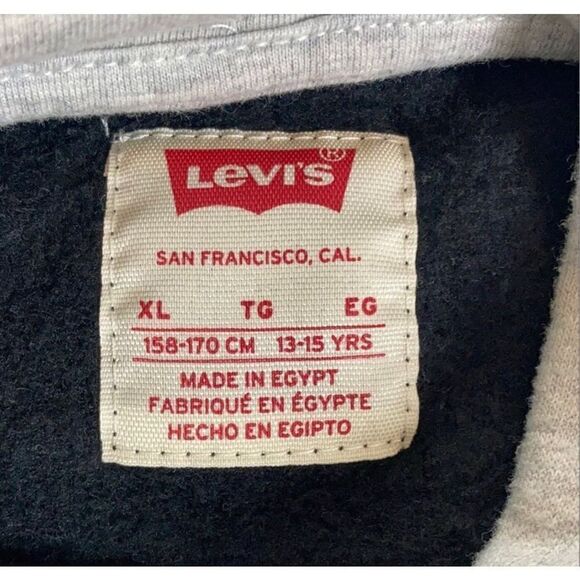 Levi's®
SAN FRANCISCO, CAL.
XL TG EG
158-170 CM 13-15 YRS
MADE IN EGYPT
FABRIQUÉ EN ÉGYPTE
HECHO EN EGIPTO